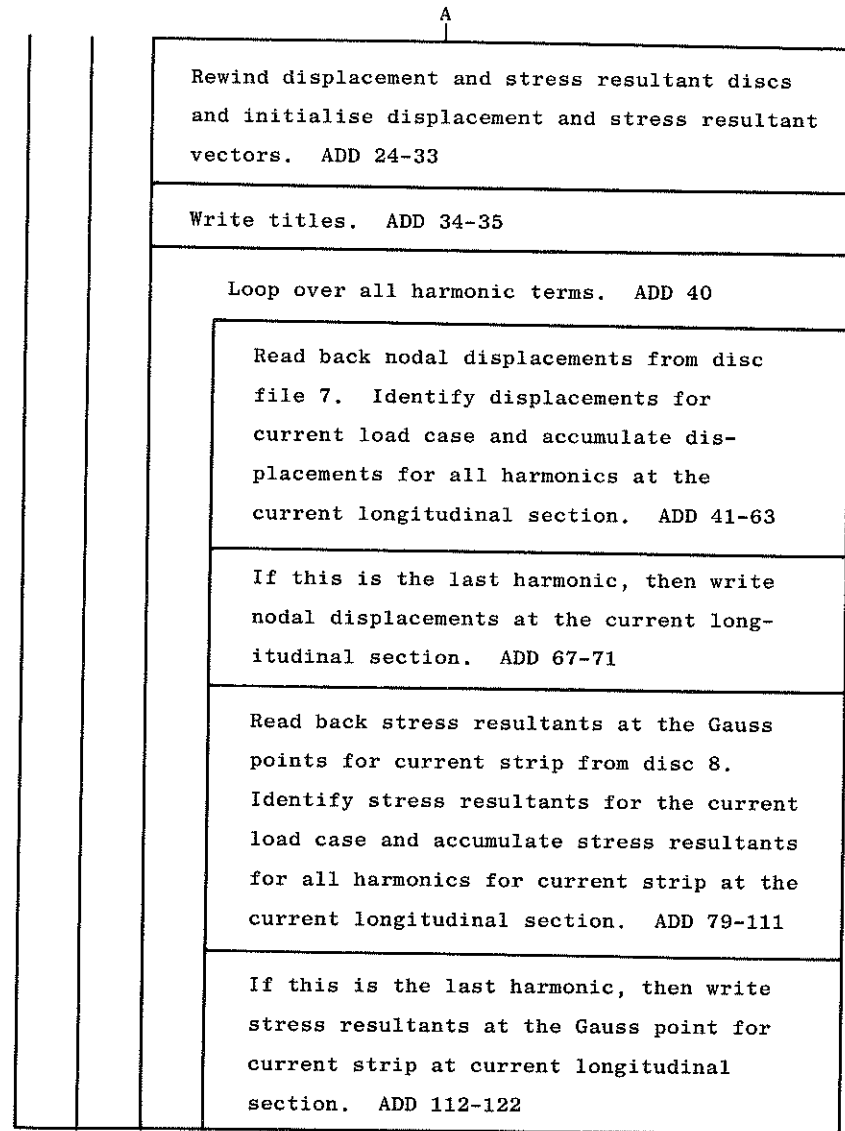 A
Rewind displacement and stress resultant discs
and initialise displacement and stress resultant
vectors. ADD 24-33
Write titles. ADD 34-35
Loop over all harmonic terms. ADD 40
Read back nodal displacements from disc
file 7. Identify displacements for
current load case and accumulate dis-
placements for all harmonics at the
current longitudinal section. ADD 41-63
If this is the last harmonic, then write
nodal displacements at the current long-
itudinal section. ADD 67-71
Read back stress resultants at the Gauss
points for current strip from disc 8.
Identify stress resultants for the current
load case and accumulate stress resultants
for all harmonics for current strip at the
current longitudinal section. ADD 79-111
If this is the last harmonic, then write
stress resultants at the Gauss point for
current strip at current longitudinal
section. ADD 112-122